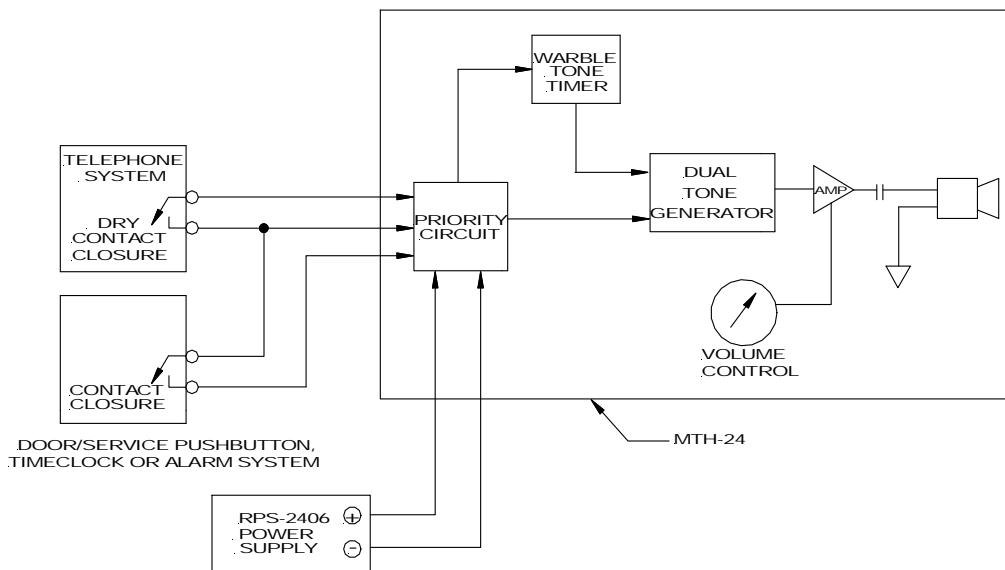 WARBLE
TONE
TIMER
TELEPHONE
SYSTEM
DRY
CONTACT
CLOSURE
PRIORITY
CIRCUIT
DUAL
TONE
GENERATOR
AMP
VOLUME
CONTROL
CONTACT
CLOSURE
DOOR/SERVICE PUSHBUTTON,
TIMECLOCK OR ALARM SYSTEM
MTH-24
RPS-2406 +
POWER
SUPPLY -